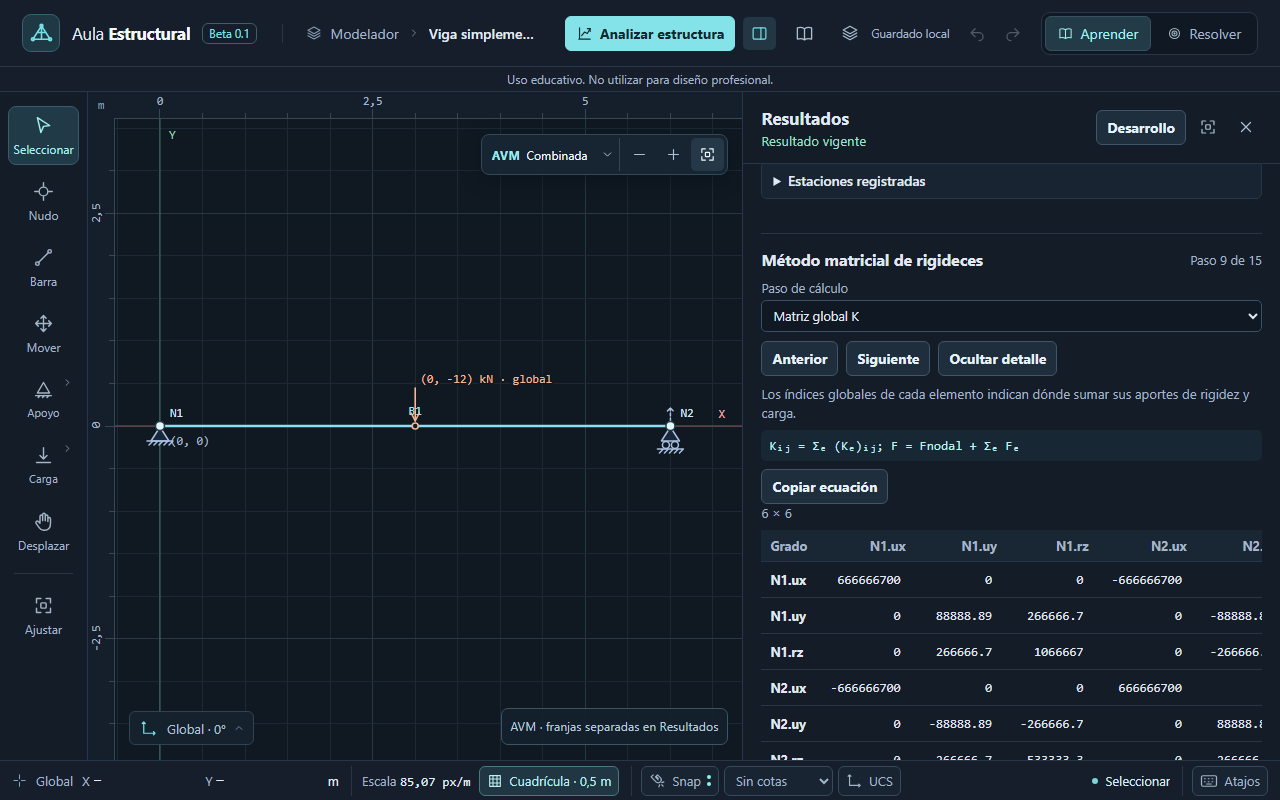 Aula Estructural Beta 0.1 Modelador › Viga simpleme... Analizar estructura Guardado local Aprender Resolver
Uso educativo. No utilizar para diseño profesional.
Seleccionar
Nudo
Barra
Mover
Apoyo
Carga
Desplazar
Ajustar
m 0 2,5 5
Y
2,5
0
-2,5
AVM Combinada
(0, -12) kN · global
B1
N1
(0, 0)
N2
X
Global · 0°
AVM · franjas separadas en Resultados
Resultados
Resultado vigente
Desarrollo
▶ Estaciones registradas
Método matricial de rigideces Paso 9 de 15
Paso de cálculo
Matriz global K
Anterior Siguiente Ocultar detalle
Los índices globales de cada elemento indican dónde sumar sus aportes de rigidez y
carga.
Kᵢⱼ = Σₑ (Kₑ)ᵢⱼ; F = Fnodal + Σₑ Fₑ
Copiar ecuación
6 × 6
Grado N1.ux N1.uy N1.rz N2.ux N2.
N1.ux 666666700 0 0 -666666700
N1.uy 0 88888.89 266666.7 0 -88888.8
N1.rz 0 266666.7 1066667 0 -266666.
N2.ux -666666700 0 0 666666700
N2.uy 0 -88888.89 -266666.7 0 88888.8
Global X – Y – m Escala 85,07 px/m Cuadrícula · 0,5 m Snap Sin cotas UCS Seleccionar Atajos